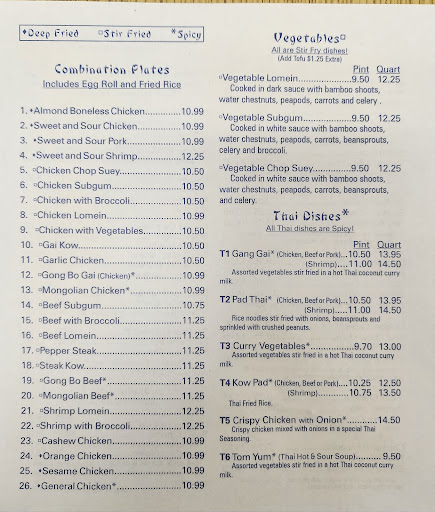 ♦Deep Fried ¤Stir Fried *Spicy
Combination Plates
Includes Egg Roll and Fried Rice
1. ♦Almond Boneless Chicken...............10.99
2. ♦Sweet and Sour Chicken.................10.99
3. ♦Sweet and Sour Pork......................10.99
4. ♦Sweet and Sour Shrimp..................12.25
5. ¤Chicken Chop Suey.......................10.50
6. ¤Chicken Subgum...........................10.50
7. ¤Chicken with Broccoli.....................10.50
8. ¤Chicken Lomein............................10.99
9. ¤Chicken with Vegetables.................10.50
10. ¤Gai Kow.......................................10.50
11. ¤Garlic Chicken..............................10.50
12. ¤Gong Bo Gai (Chicken)*.................10.99
13. ¤Mongolian Chicken*......................10.99
14. ¤Beef Subgum...............................10.75
15. ¤Beef with Broccoli.........................11.25
16. ¤Beef Lomein.................................11.25
17. ¤Pepper Steak...............................11.25
18. ¤Steak Kow...................................11.25
19. ¤Gong Bo Beef*.............................11.25
20. ¤Mongolian Beef*...........................11.25
21. ¤Shrimp Lomein.............................12.25
22. ¤Shrimp with Broccoli......................12.25
23. ¤Cashew Chicken..........................10.99
24. ♦Orange Chicken...........................10.99
25. ♦Sesame Chicken..........................10.99
26. ♦General Chicken*..........................10.99
Vegetables¤
All are Stir Fry dishes!
(Add Tofu $1.25 Extra)
Pint Quart
¤Vegetable Lomein.................9.50 12.25
Cooked in dark sauce with bamboo shoots,
water chestnuts, peapods, carrots and celery .
¤Vegetable Subgum................9.50 12.25
Cooked in white sauce with bamboo shoots,
water chestnuts, peapods, carrots, beansprouts,
celery and broccoli.
¤Vegetable Chop Suey............9.50 12.25
Cooked in white sauce with bamboo shoots,
water chestnuts, peapods, carrots, beansprouts,
and celery.
Thai Dishes*
All Thai dishes are Spicy!
Pint Quart
T1 Gang Gai* (Chicken, Beef or Pork)...10.50 13.95
(Shrimp).....11.00 14.50
Assorted vegetables stir fried in a hot Thai coconut curry
milk.
T2 Pad Thai* (Chicken, Beef or Pork)....10.50 13.95
(Shrimp).....11.00 14.50
Rice noodles stir fried with onions, beansprouts and
sprinkled with crushed peanuts.
T3 Curry Vegetables*...............9.70 13.00
Assorted vegetables stir fried in a hot Thai coconut curry
milk.
T4 Kow Pad* (Chicken, Beef or Pork)....10.25 12.50
(Shrimp).........10.75 13.50
Thai Fried Rice.
T5 Crispy Chicken with Onion*...........14.50
Crispy chicken mixed with onions in a special Thai
Seasoning.
T6 Tom Yum* (Thai Hot & Sour Soup)..........9.50
Assorted vegetables stir fried in a hot Thai coconut curry
milk.